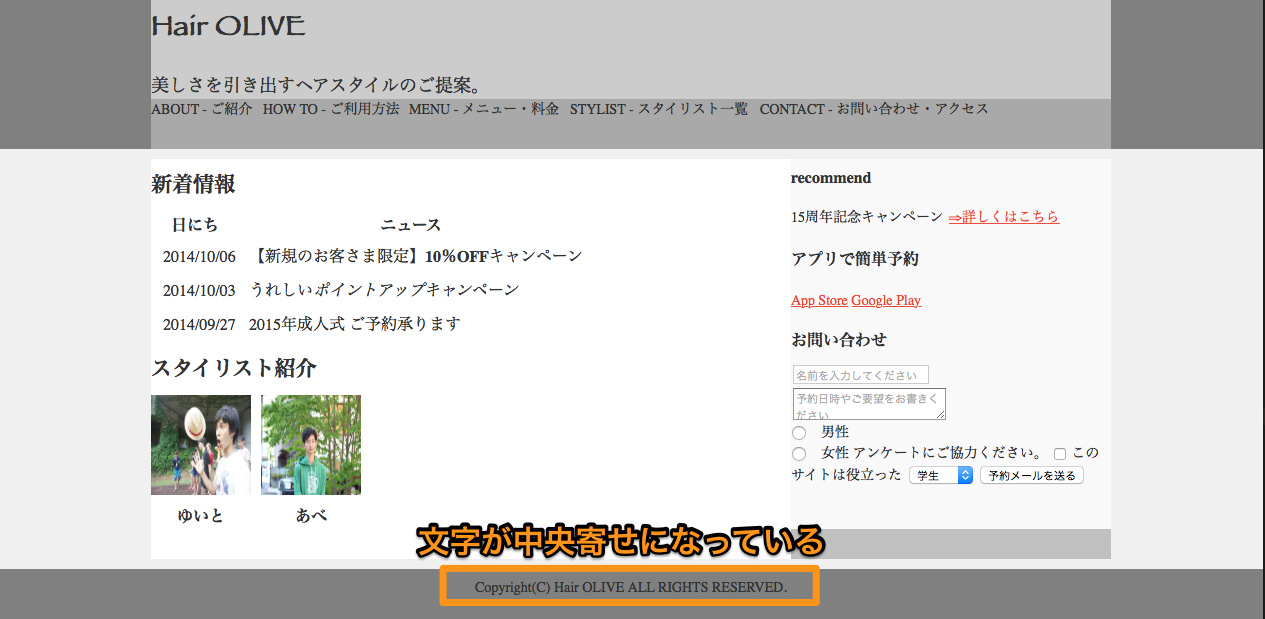 Hair OLIVE
美しさを引き出すヘアスタイルのご提案。
ABOUT - ご紹介 HOW TO - ご利用方法 MENU - メニュー・料金 STYLIST - スタイリスト一覧 CONTACT - お問い合わせ・アクセス
新着情報
日にち ニュース
2014/10/06 【新規のお客さま限定】10%OFFキャンペーン
2014/10/03 うれしいポイントアップキャンペーン
2014/09/27 2015年成人式 ご予約承ります
スタイリスト紹介
ゆいと あべ
recommend
15周年記念キャンペーン ⇒詳しくはこちら
アプリで簡単予約
App Store Google Play
お問い合わせ
名前を入力してください
予約日時やご要望をお書きく
ださい
男性
女性 アンケートにご協力ください。 この
サイトは役立った 学生 予約メールを送る
文字が中央寄せになっている
Copyright(C) Hair OLIVE ALL RIGHTS RESERVED.